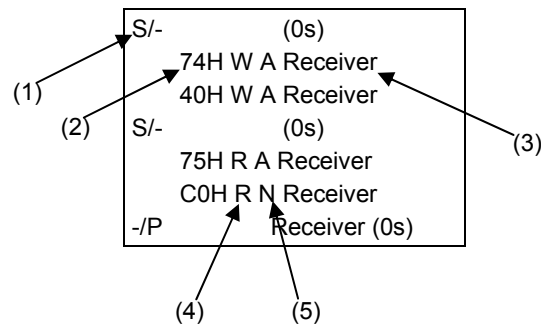 S/- (0s)
74H W A Receiver
(1)
40H W A Receiver
(2)
S/- (0s)
(3)
75H R A Receiver
C0H R N Receiver
-/P Receiver (0s)
(4) (5)